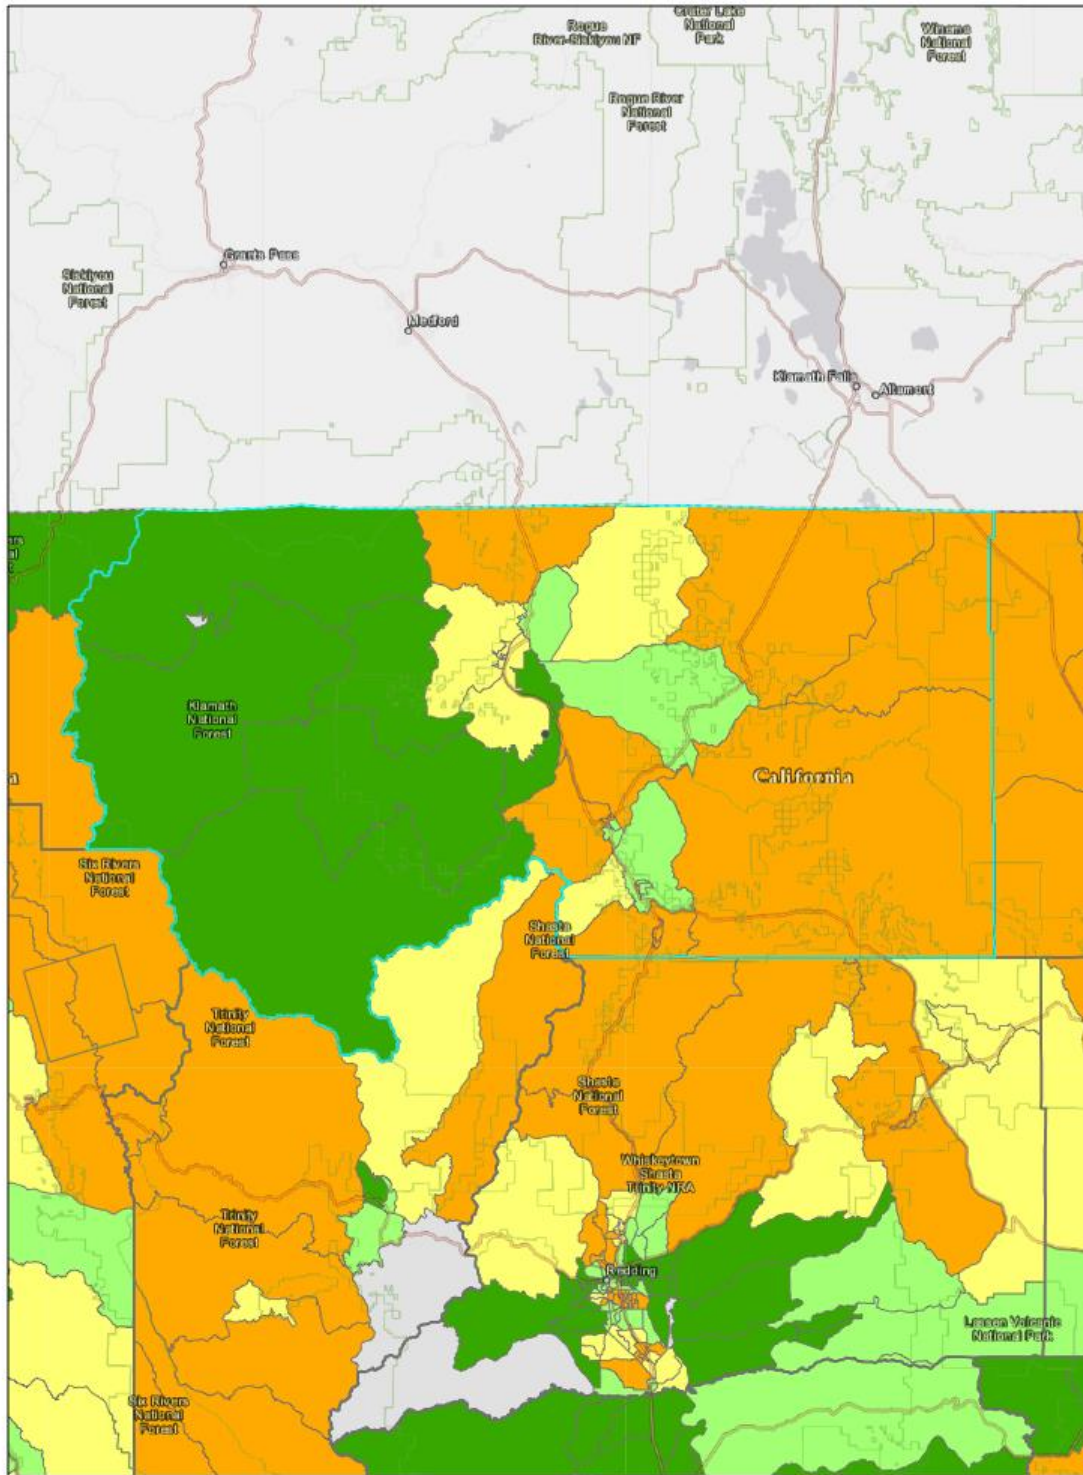 Crater Lake
National
Park
Rogue
River-Siskiyou NF
Winema
National
Forest
Rogue River
National
Forest
Grants Pass
Siskiyou
National
Forest
Medford
Klamath Falls
Altamont
Klamath
National
Forest
California
Six Rivers
National
Forest
Shasta
National
Forest
Trinity
National
Forest
Shasta
National
Forest
Whiskeytown
Shasta
Trinity NRA
Trinity
National
Forest
Redding
Lassen Volcanic
National Park
Six Rivers
National
Forest